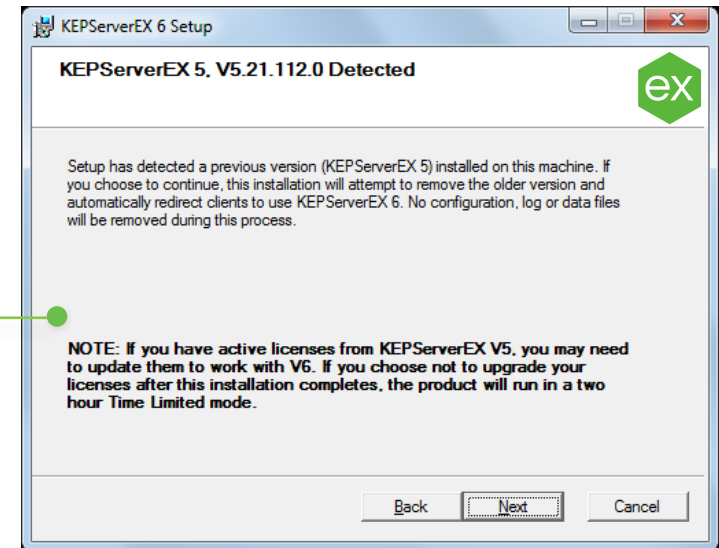 KEPServerEX 6 Setup
KEPServerEX 5, V5.21.112.0 Detected
ex
Setup has detected a previous version (KEPServerEX 5) installed on this machine. If
you choose to continue, this installation will attempt to remove the older version and
automatically redirect clients to use KEPServerEX 6. No configuration, log or data files
will be removed during this process.
NOTE: If you have active licenses from KEPServerEX V5, you may need
to update them to work with V6. If you choose not to upgrade your
licenses after this installation completes, the product will run in a two
hour Time Limited mode.
Back Next Cancel